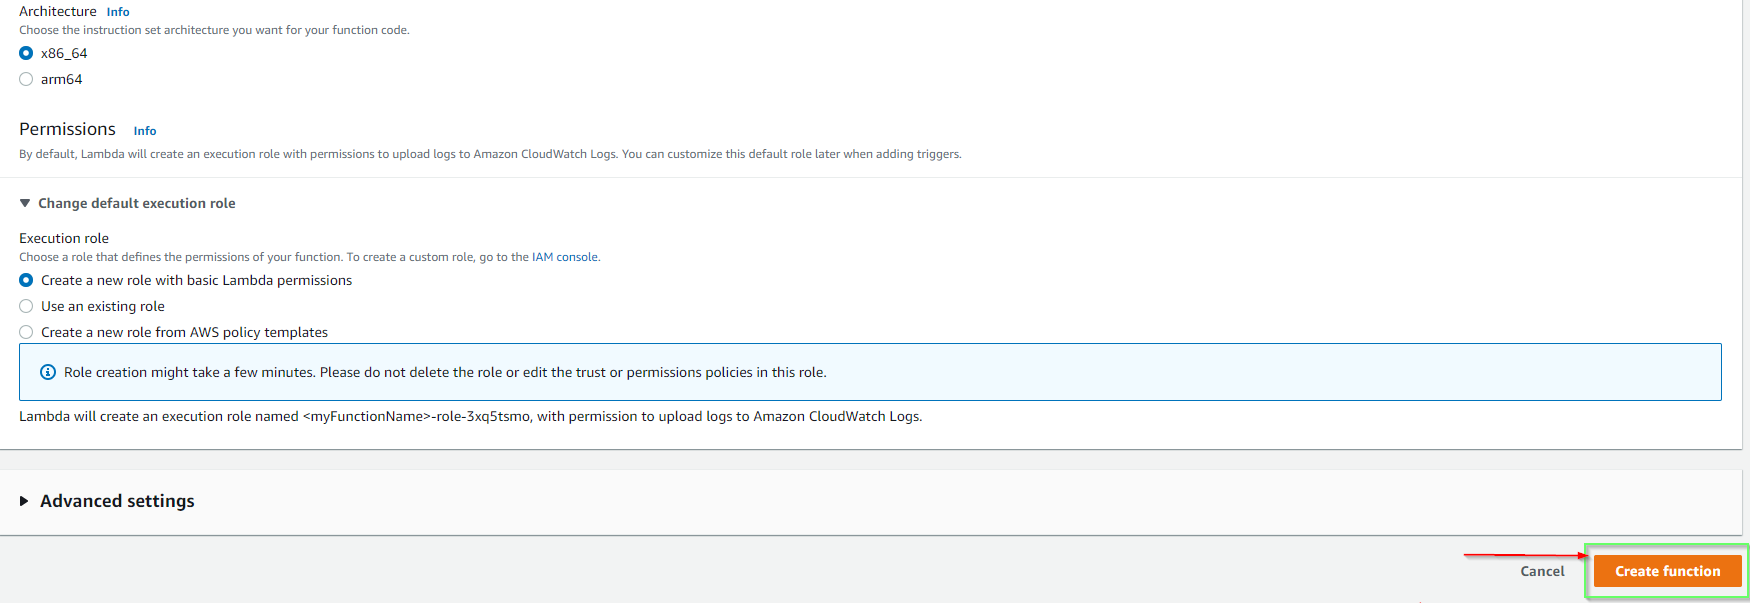 Architecture Info
Choose the instruction set architecture you want for your function code.
x86_64
arm64
Permissions Info
By default, Lambda will create an execution role with permissions to upload logs to Amazon CloudWatch Logs. You can customize this default role later when adding triggers.
Change default execution role
Execution role
Choose a role that defines the permissions of your function. To create a custom role, go to the IAM console.
Create a new role with basic Lambda permissions
Use an existing role
Create a new role from AWS policy templates
Role creation might take a few minutes. Please do not delete the role or edit the trust or permissions policies in this role.
Lambda will create an execution role named <myFunctionName>-role-3xq5tsmo, with permission to upload logs to Amazon CloudWatch Logs.
Advanced settings
Cancel Create function